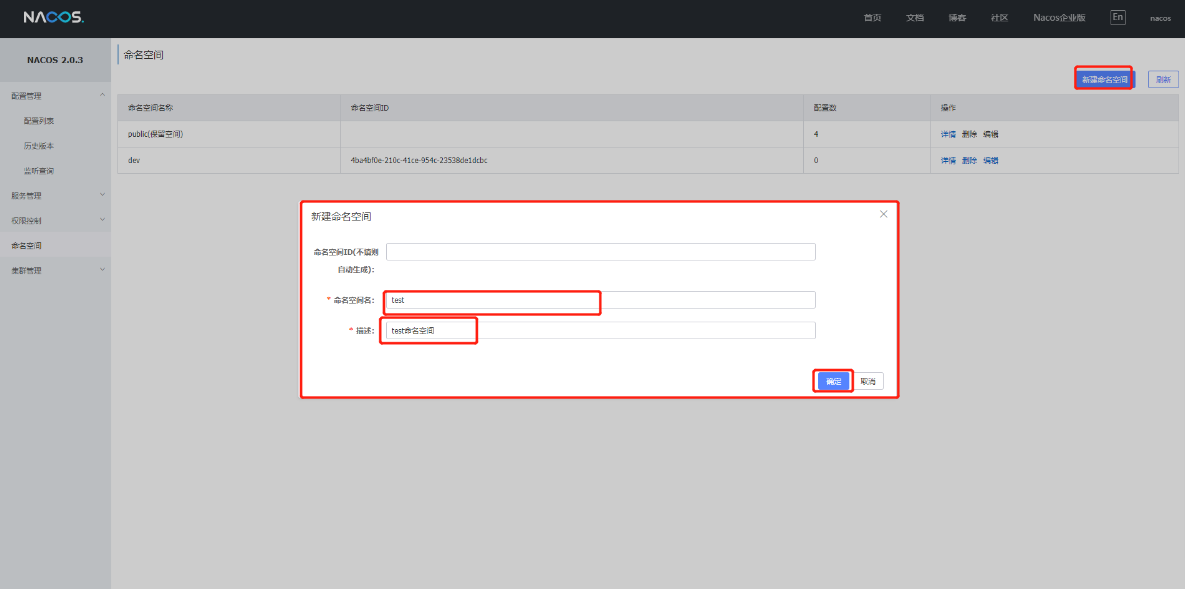 NACOS.
首页 文档 博客 社区 Nacos企业版 En nacos
NACOS 2.0.3
配置管理
配置列表
历史版本
监听查询
服务管理
权限控制
命名空间
集群管理
命名空间
新建命名空间 刷新
命名空间名称 命名空间ID 配置数 操作
public(保留空间) 4 详情 删除 编辑
dev 4ba4bf0e-210c-41ce-954c-23538de1dcbc 0 详情 删除 编辑
新建命名空间
命名空间ID(不填则
自动生成):
* 命名空间名: test
* 描述: test命名空间
确定 取消